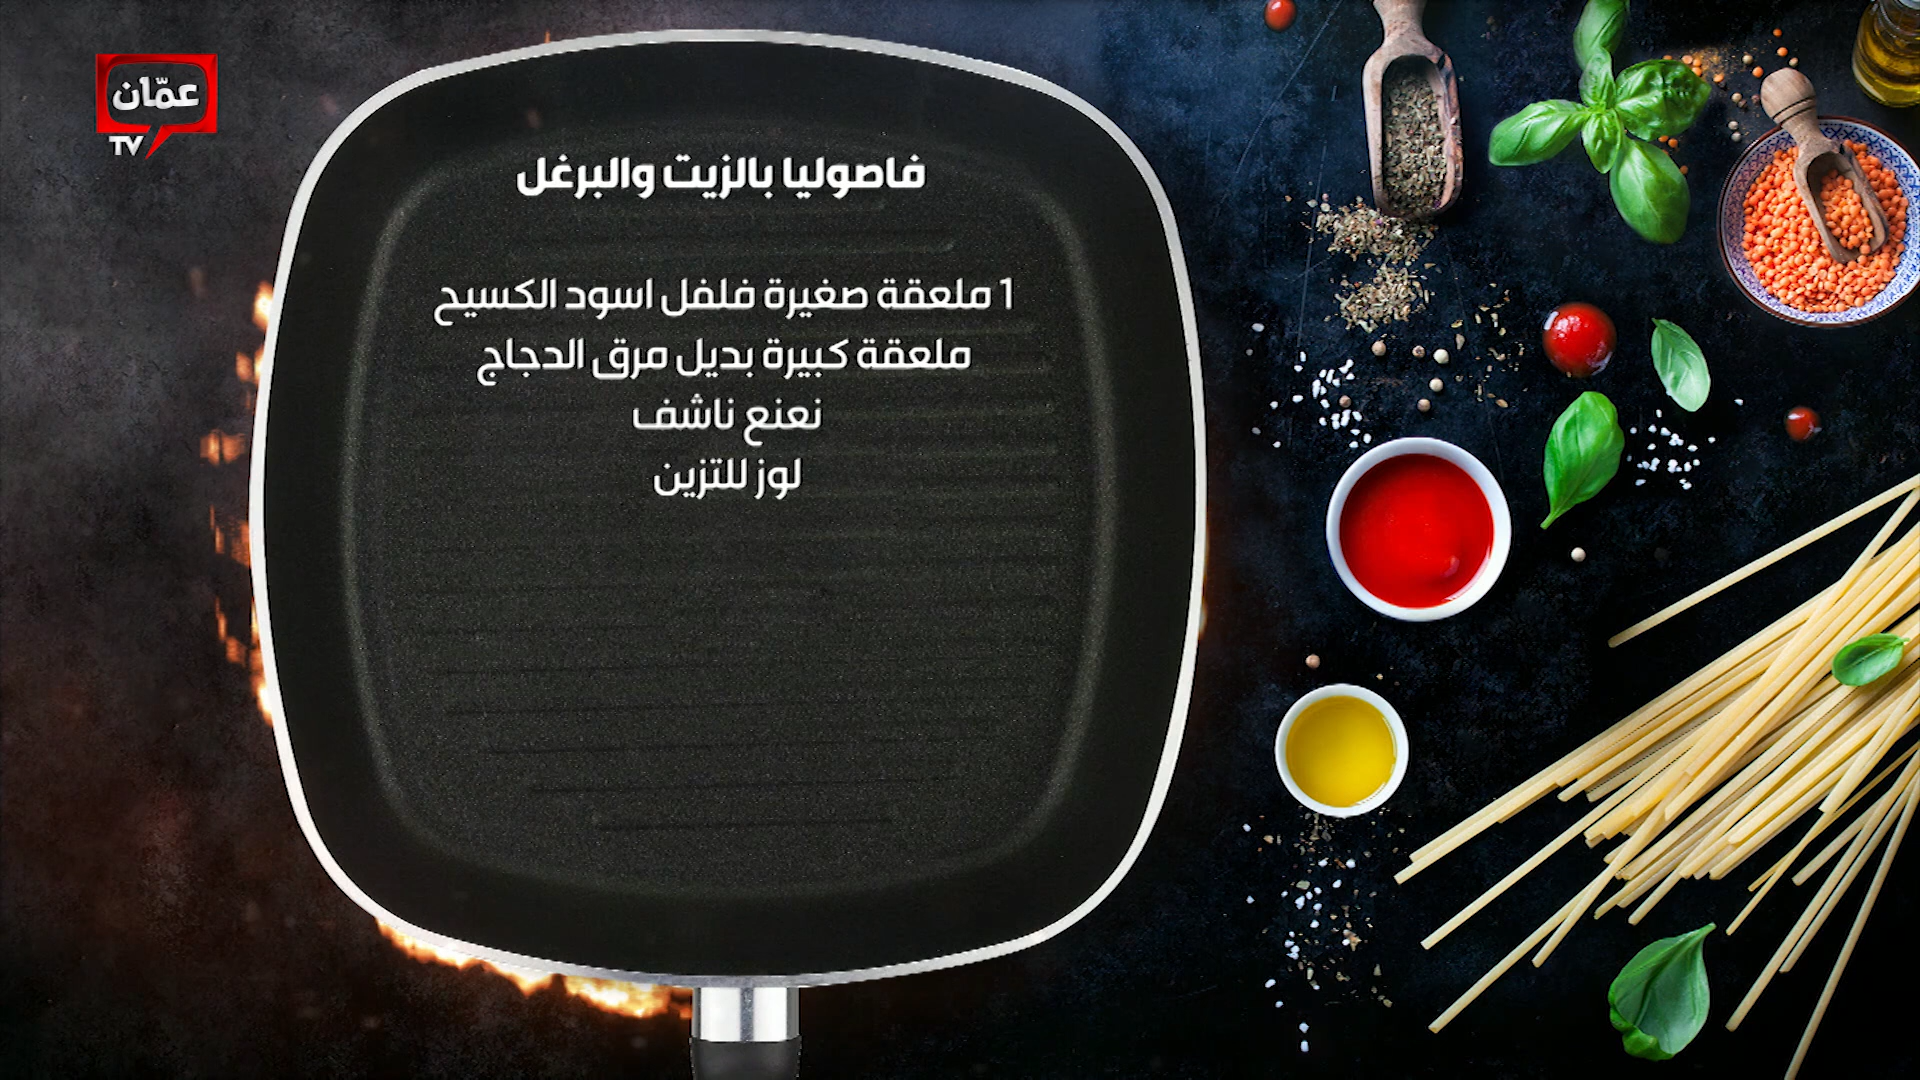 عمّان
TV
فاصوليا بالزيت والبرغل
1 ملعقة صغيرة فلفل اسود الكسيح
ملعقة كبيرة بديل مرق الدجاج
نعنع ناشف
لوز للتزين